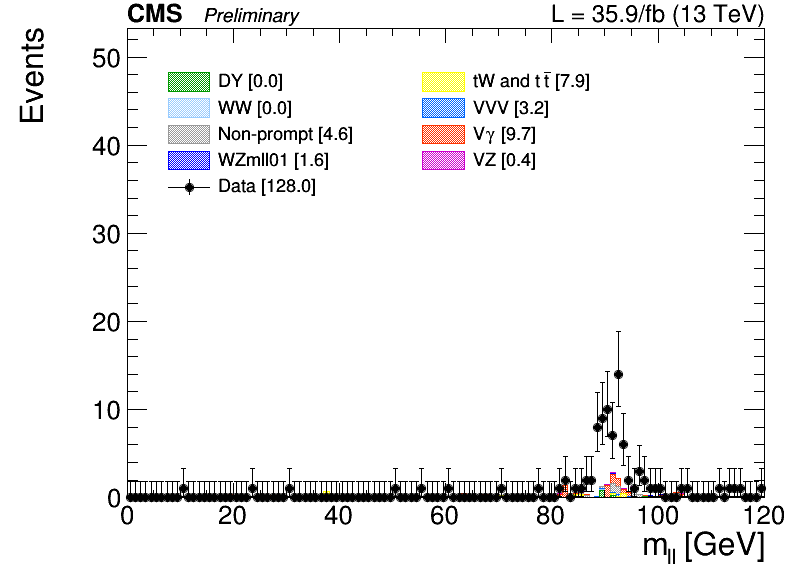 CMS Preliminary L = 35.9/fb (13 TeV)
Events
50
40
30
20
10
0
DY [0.0]
WW [0.0]
Non-prompt [4.6]
WZmll01 [1.6]
Data [128.0]
tW and tt̅ [7.9]
VVV [3.2]
Vγ [9.7]
VZ [0.4]
0 20 40 60 80 100 120
m_ll [GeV]